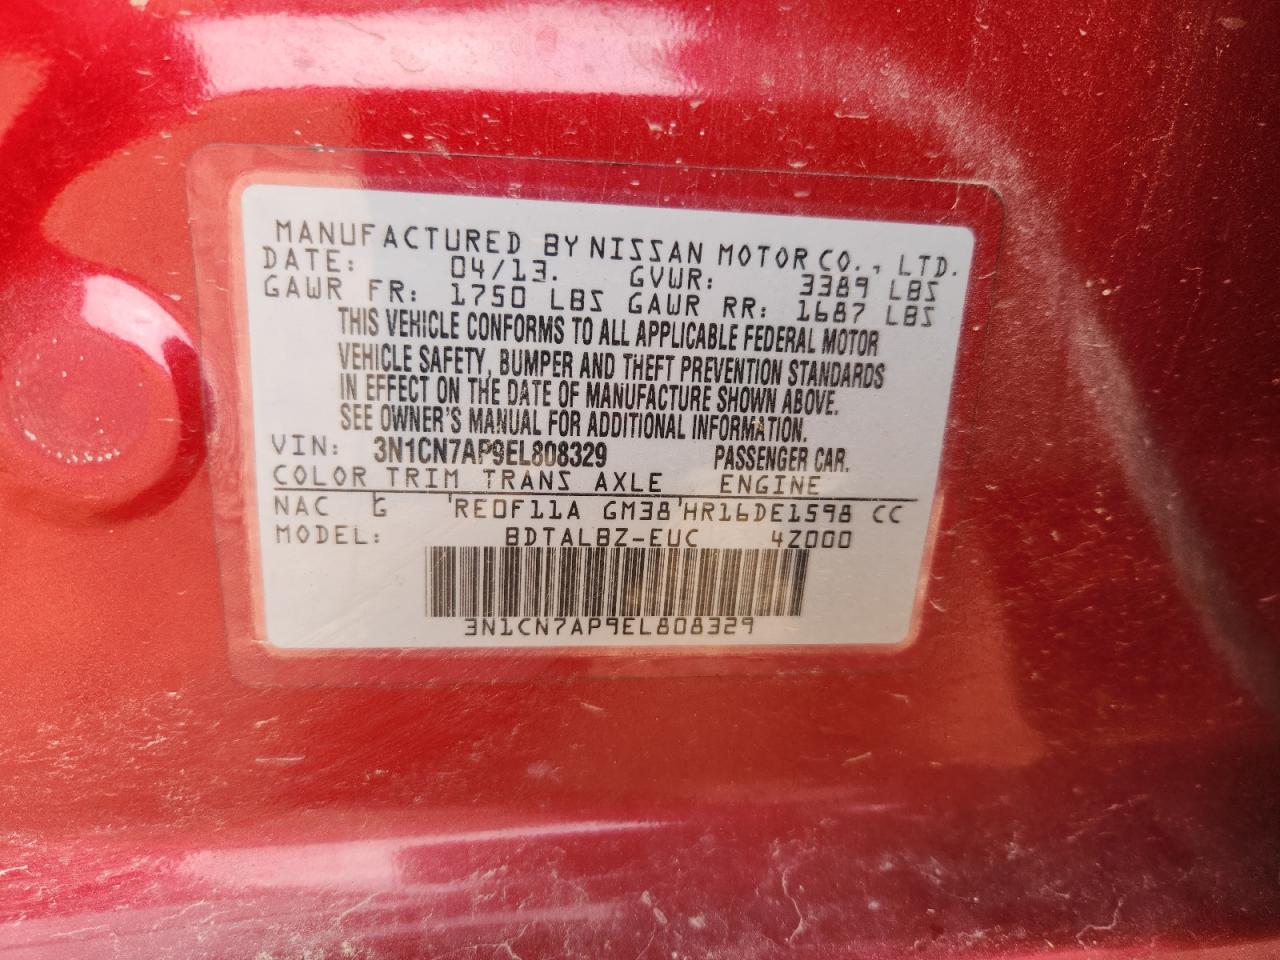 MANUFACTURED BY NISSAN MOTOR CO., LTD.
DATE: 04/13. GVWR: 3389 LBS
GAWR FR: 1750 LBS GAWR RR: 1687 LBS
THIS VEHICLE CONFORMS TO ALL APPLICABLE FEDERAL MOTOR
VEHICLE SAFETY, BUMPER AND THEFT PREVENTION STANDARDS
IN EFFECT ON THE DATE OF MANUFACTURE SHOWN ABOVE.
SEE OWNER'S MANUAL FOR ADDITIONAL INFORMATION.
VIN: 3N1CN7AP9EL808329 PASSENGER CAR.
COLOR TRIM TRANS AXLE ENGINE
NAC G 'RE0F11A GM38'HR16DE1598 CC
MODEL: BDTALBZ-EUC 4Z000
3N1CN7AP9EL808329